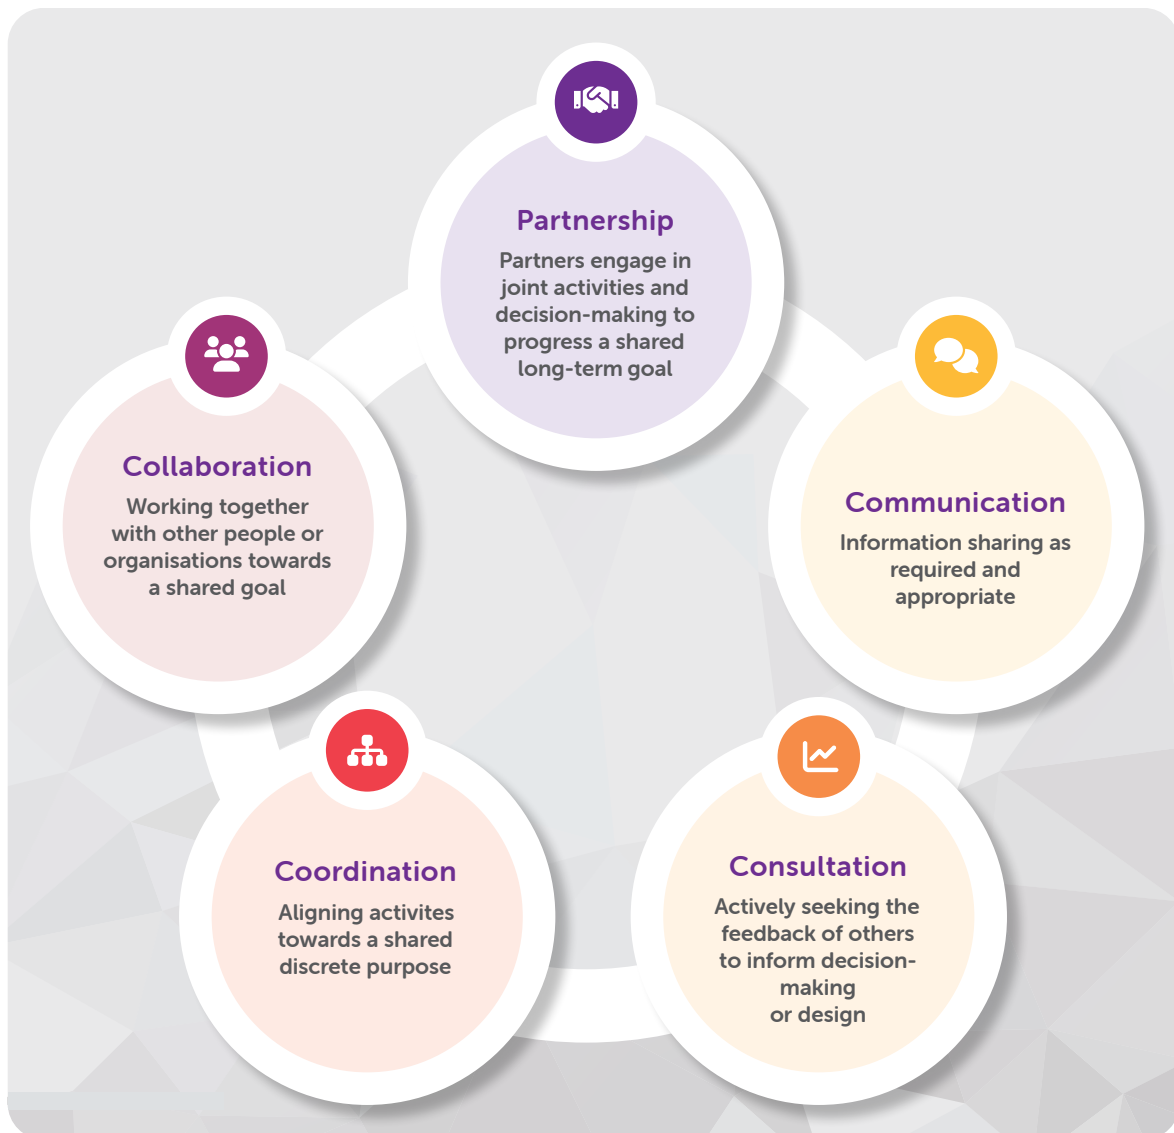 Partnership
Partners engage in
joint activities and
decision-making to
progress a shared
long-term goal
Communication
Information sharing as
required and
appropriate
Consultation
Actively seeking the
feedback of others
to inform decision-
making
or design
Coordination
Aligning activites
towards a shared
discrete purpose
Collaboration
Working together
with other people or
organisations towards
a shared goal